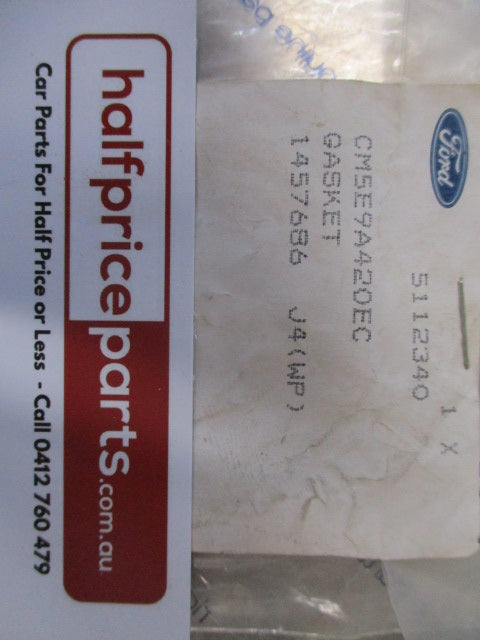 Ford
5112340 1 X
CM5E9A420EC
GASKET
1457686 J4(WP)
halfpriceparts.com.au
Car Parts For Half Price or Less - Call 0412 760 479